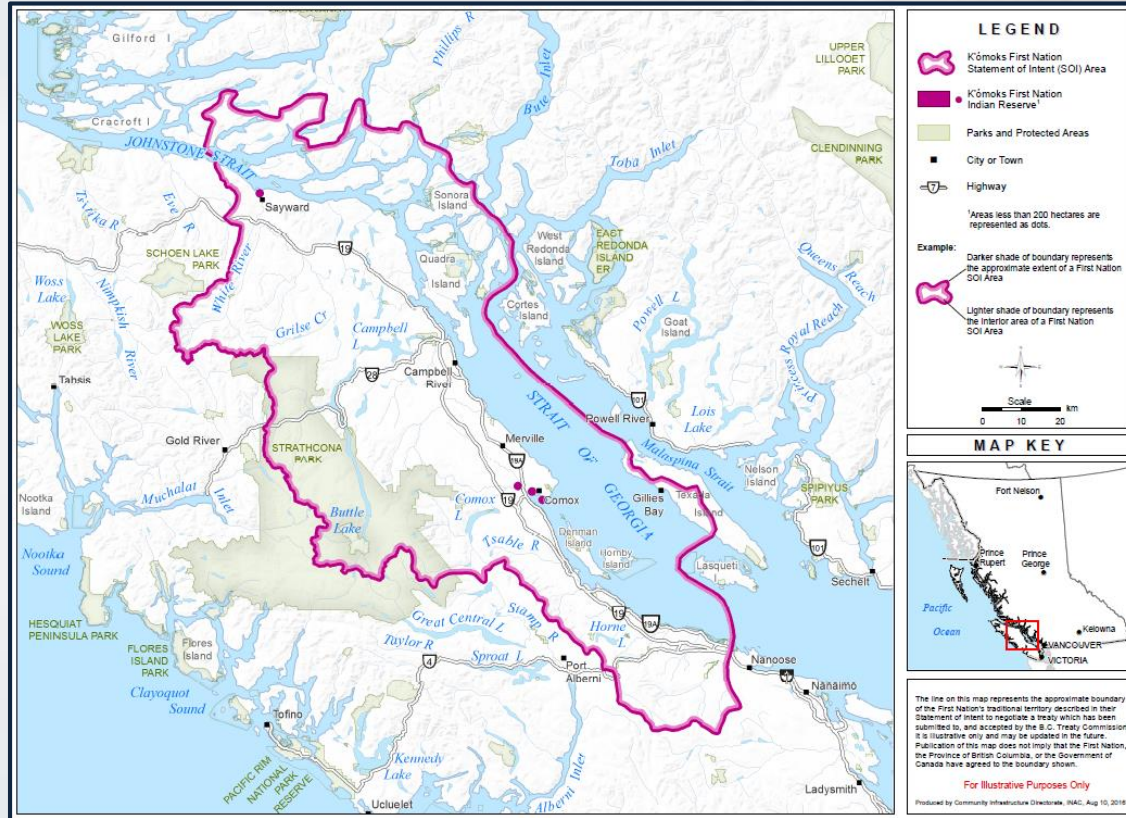 Gilford I
Phillips R
Bute Inlet
UPPER
LILLOOET
PARK
Cracroft I
JOHNSTONE STRAIT
CLENDINNING
PARK
Toba Inlet
Tsitika R
Eve R
Sayward
Sonora
Island
SCHOEN LAKE
PARK
White River
19
Quadra
Island
West
Redonda
Island
EAST
REDONDA
ISLAND
ER
Queens Reach
Woss
Lake
Nimpkish
River
WOSS
LAKE
PARK
Grilse Cr
Campbell
L
Cortes
Island
Powell L
Goat
Island
Princess Royal Reach
Tahsis
28
Campbell
River
101
Powell River
Lois
Lake
Gold River
STRATHCONA
PARK
STRAIT
OF
GEORGIA
Merville
19A
Malaspina Strait
Nelson
Island
SPIPIYUS
PARK
Nootka
Island
Muchalat
Inlet
Buttle
Lake
Comox
L
19
Comox
Gillies
Bay
Texada
Island
Denman
Island
Hornby
Island
Tsable R
101
Nootka
Sound
Lasqueti
I
Sechelt
HESQUIAT
PENINSULA PARK
Great Central L
Stamp R
Horne
L
19
19A
FLORES
ISLAND
PARK
Flores
Island
Taylor R
4
Sproat L
Port
Alberni
Nanoose
1
Nanaimo
Clayoquot
Sound
Tofino
Kennedy
Lake
PACIFIC RIM
NATIONAL
PARK
RESERVE
Alberni Inlet
Ucluelet
Ladysmith
LEGEND
K'ómoks First Nation
Statement of Intent (SOI) Area
K'ómoks First Nation
Indian Reserve¹
Parks and Protected Areas
City or Town
7 Highway
¹Areas less than 200 hectares are
represented as dots.
Example:
Darker shade of boundary represents
the approximate extent of a First Nation
SOI Area
Lighter shade of boundary represents
the interior area of a First Nation
SOI Area
Scale
0 10 20 km
MAP KEY
Fort Nelson
Prince
Rupert
Prince
George
Pacific
Ocean
Kelowna
VANCOUVER
VICTORIA
The line on this map represents the approximate boundary
of the First Nation's traditional territory described in their
Statement of Intent to negotiate a treaty which has been
submitted to, and accepted by the B.C. Treaty Commission.
It is illustrative only and may be updated in the future.
Publication of this map does not imply that the First Nation,
the Province of British Columbia, or the Government of
Canada have agreed to the boundary shown.
For Illustrative Purposes Only
Produced by Community Infrastructure Directorate, INAC, Aug 10, 2016